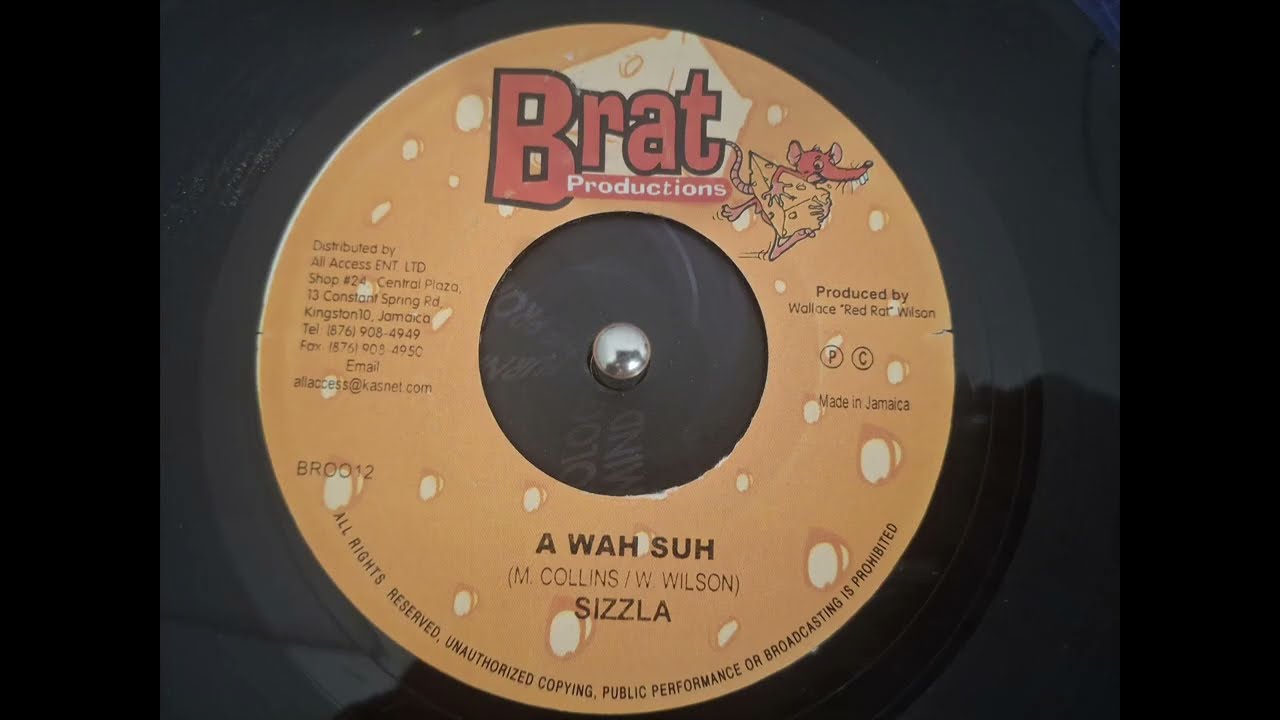 Brat
Productions
Distributed by
All Access ENT. LTD
Shop #24, Central Plaza,
13 Constant Spring Rd,
Kingston10, Jamaica
Tel: (876) 908-4949
Fax: (876) 908-4950
Email
allaccess@kasnet.com
Produced by
Wallace "Red Rat" Wilson
P C
Made in Jamaica
BR0012
A WAH SUH
(M. COLLINS / W. WILSON)
SIZZLA
ALL RIGHTS RESERVED, UNAUTHORIZED COPYING, PUBLIC PERFORMANCE OR BROADCASTING IS PROHIBITED
MIND